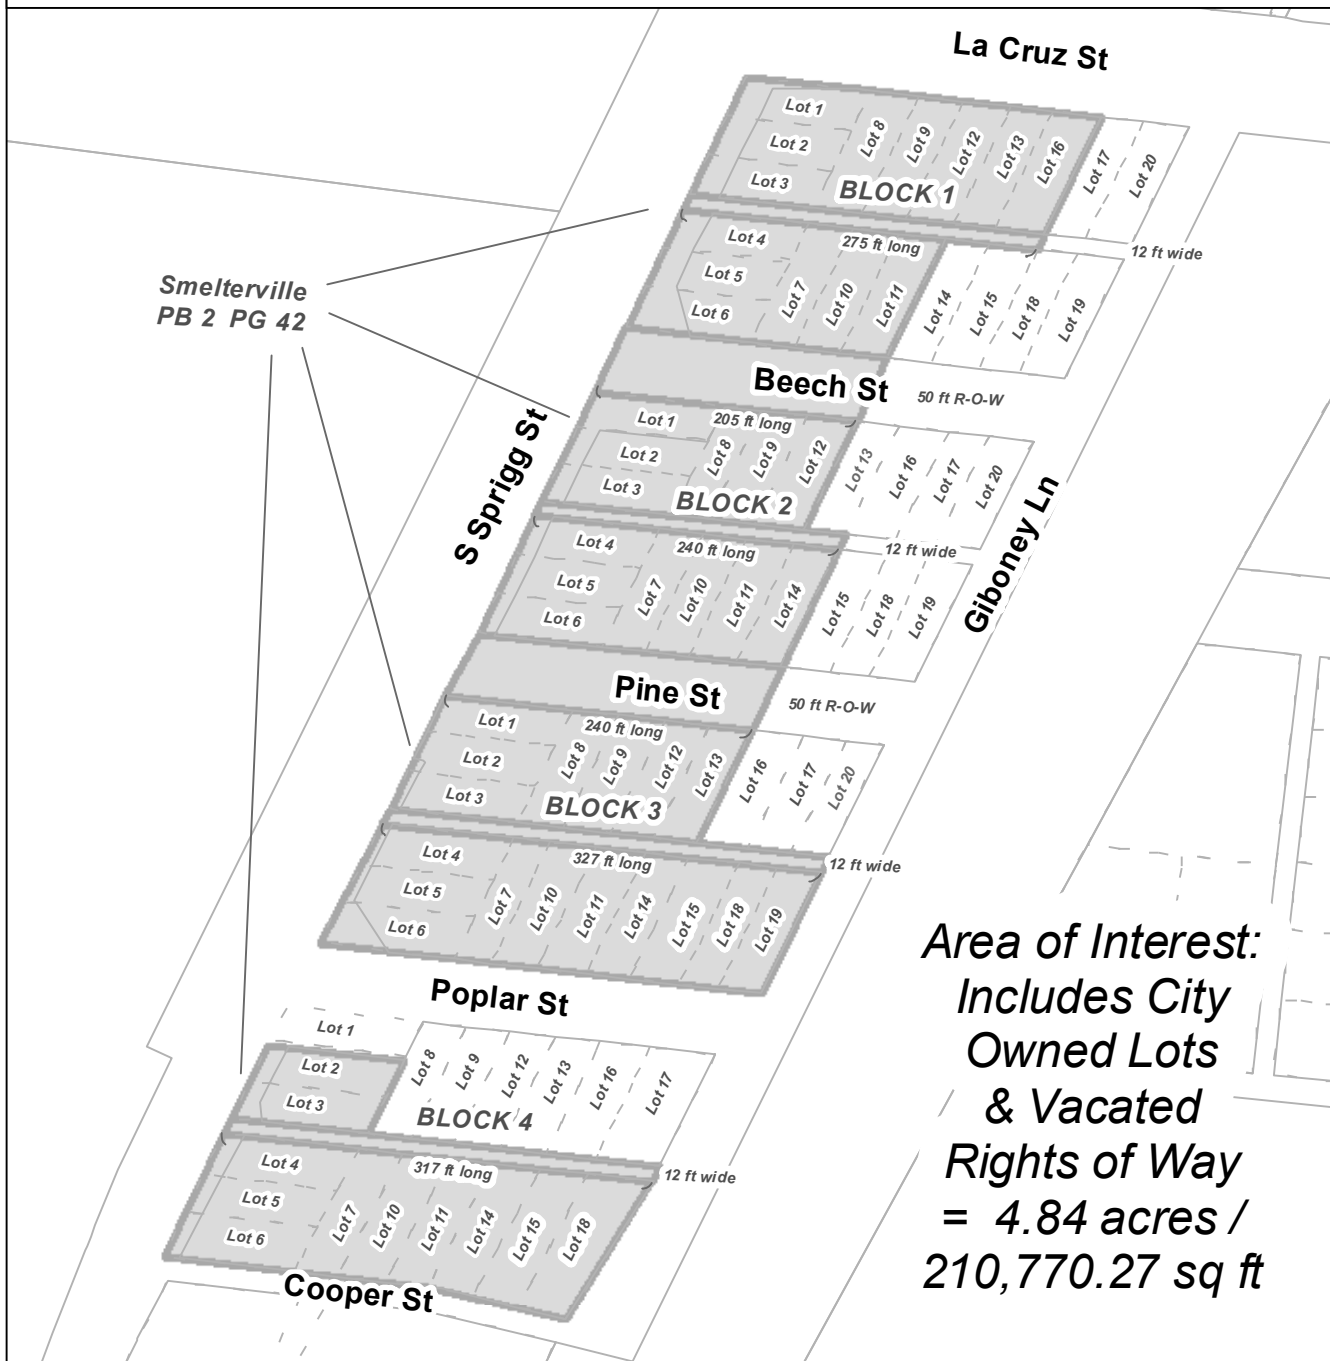 La Cruz St
Lot 1
Lot 2
Lot 3
Lot 8
Lot 9
Lot 12
Lot 13
Lot 16
Lot 17
Lot 20
BLOCK 1
12 ft wide
Lot 4
275 ft long
Lot 5
Lot 6
Lot 7
Lot 10
Lot 11
Lot 14
Lot 15
Lot 18
Lot 19
Smelterville
PB 2 PG 42
Beech St
50 ft R-O-W
S Sprigg St
Lot 1
205 ft long
Lot 2
Lot 3
Lot 8
Lot 9
Lot 12
Lot 13
Lot 16
Lot 17
Lot 20
BLOCK 2
Giboney Ln
Lot 4
240 ft long
12 ft wide
Lot 5
Lot 6
Lot 7
Lot 10
Lot 11
Lot 14
Lot 15
Lot 18
Lot 19
Pine St
50 ft R-O-W
Lot 1
240 ft long
Lot 2
Lot 3
Lot 8
Lot 9
Lot 12
Lot 13
Lot 16
Lot 17
Lot 20
BLOCK 3
Lot 4
327 ft long
12 ft wide
Lot 5
Lot 6
Lot 7
Lot 10
Lot 11
Lot 14
Lot 15
Lot 18
Lot 19
Poplar St
Lot 1
Lot 2
Lot 3
Lot 8
Lot 9
Lot 12
Lot 13
Lot 16
Lot 17
BLOCK 4
Lot 4
317 ft long
12 ft wide
Lot 5
Lot 6
Lot 7
Lot 10
Lot 11
Lot 14
Lot 15
Lot 18
Cooper St
Area of Interest:
Includes City
Owned Lots
& Vacated
Rights of Way
= 4.84 acres /
210,770.27 sq ft